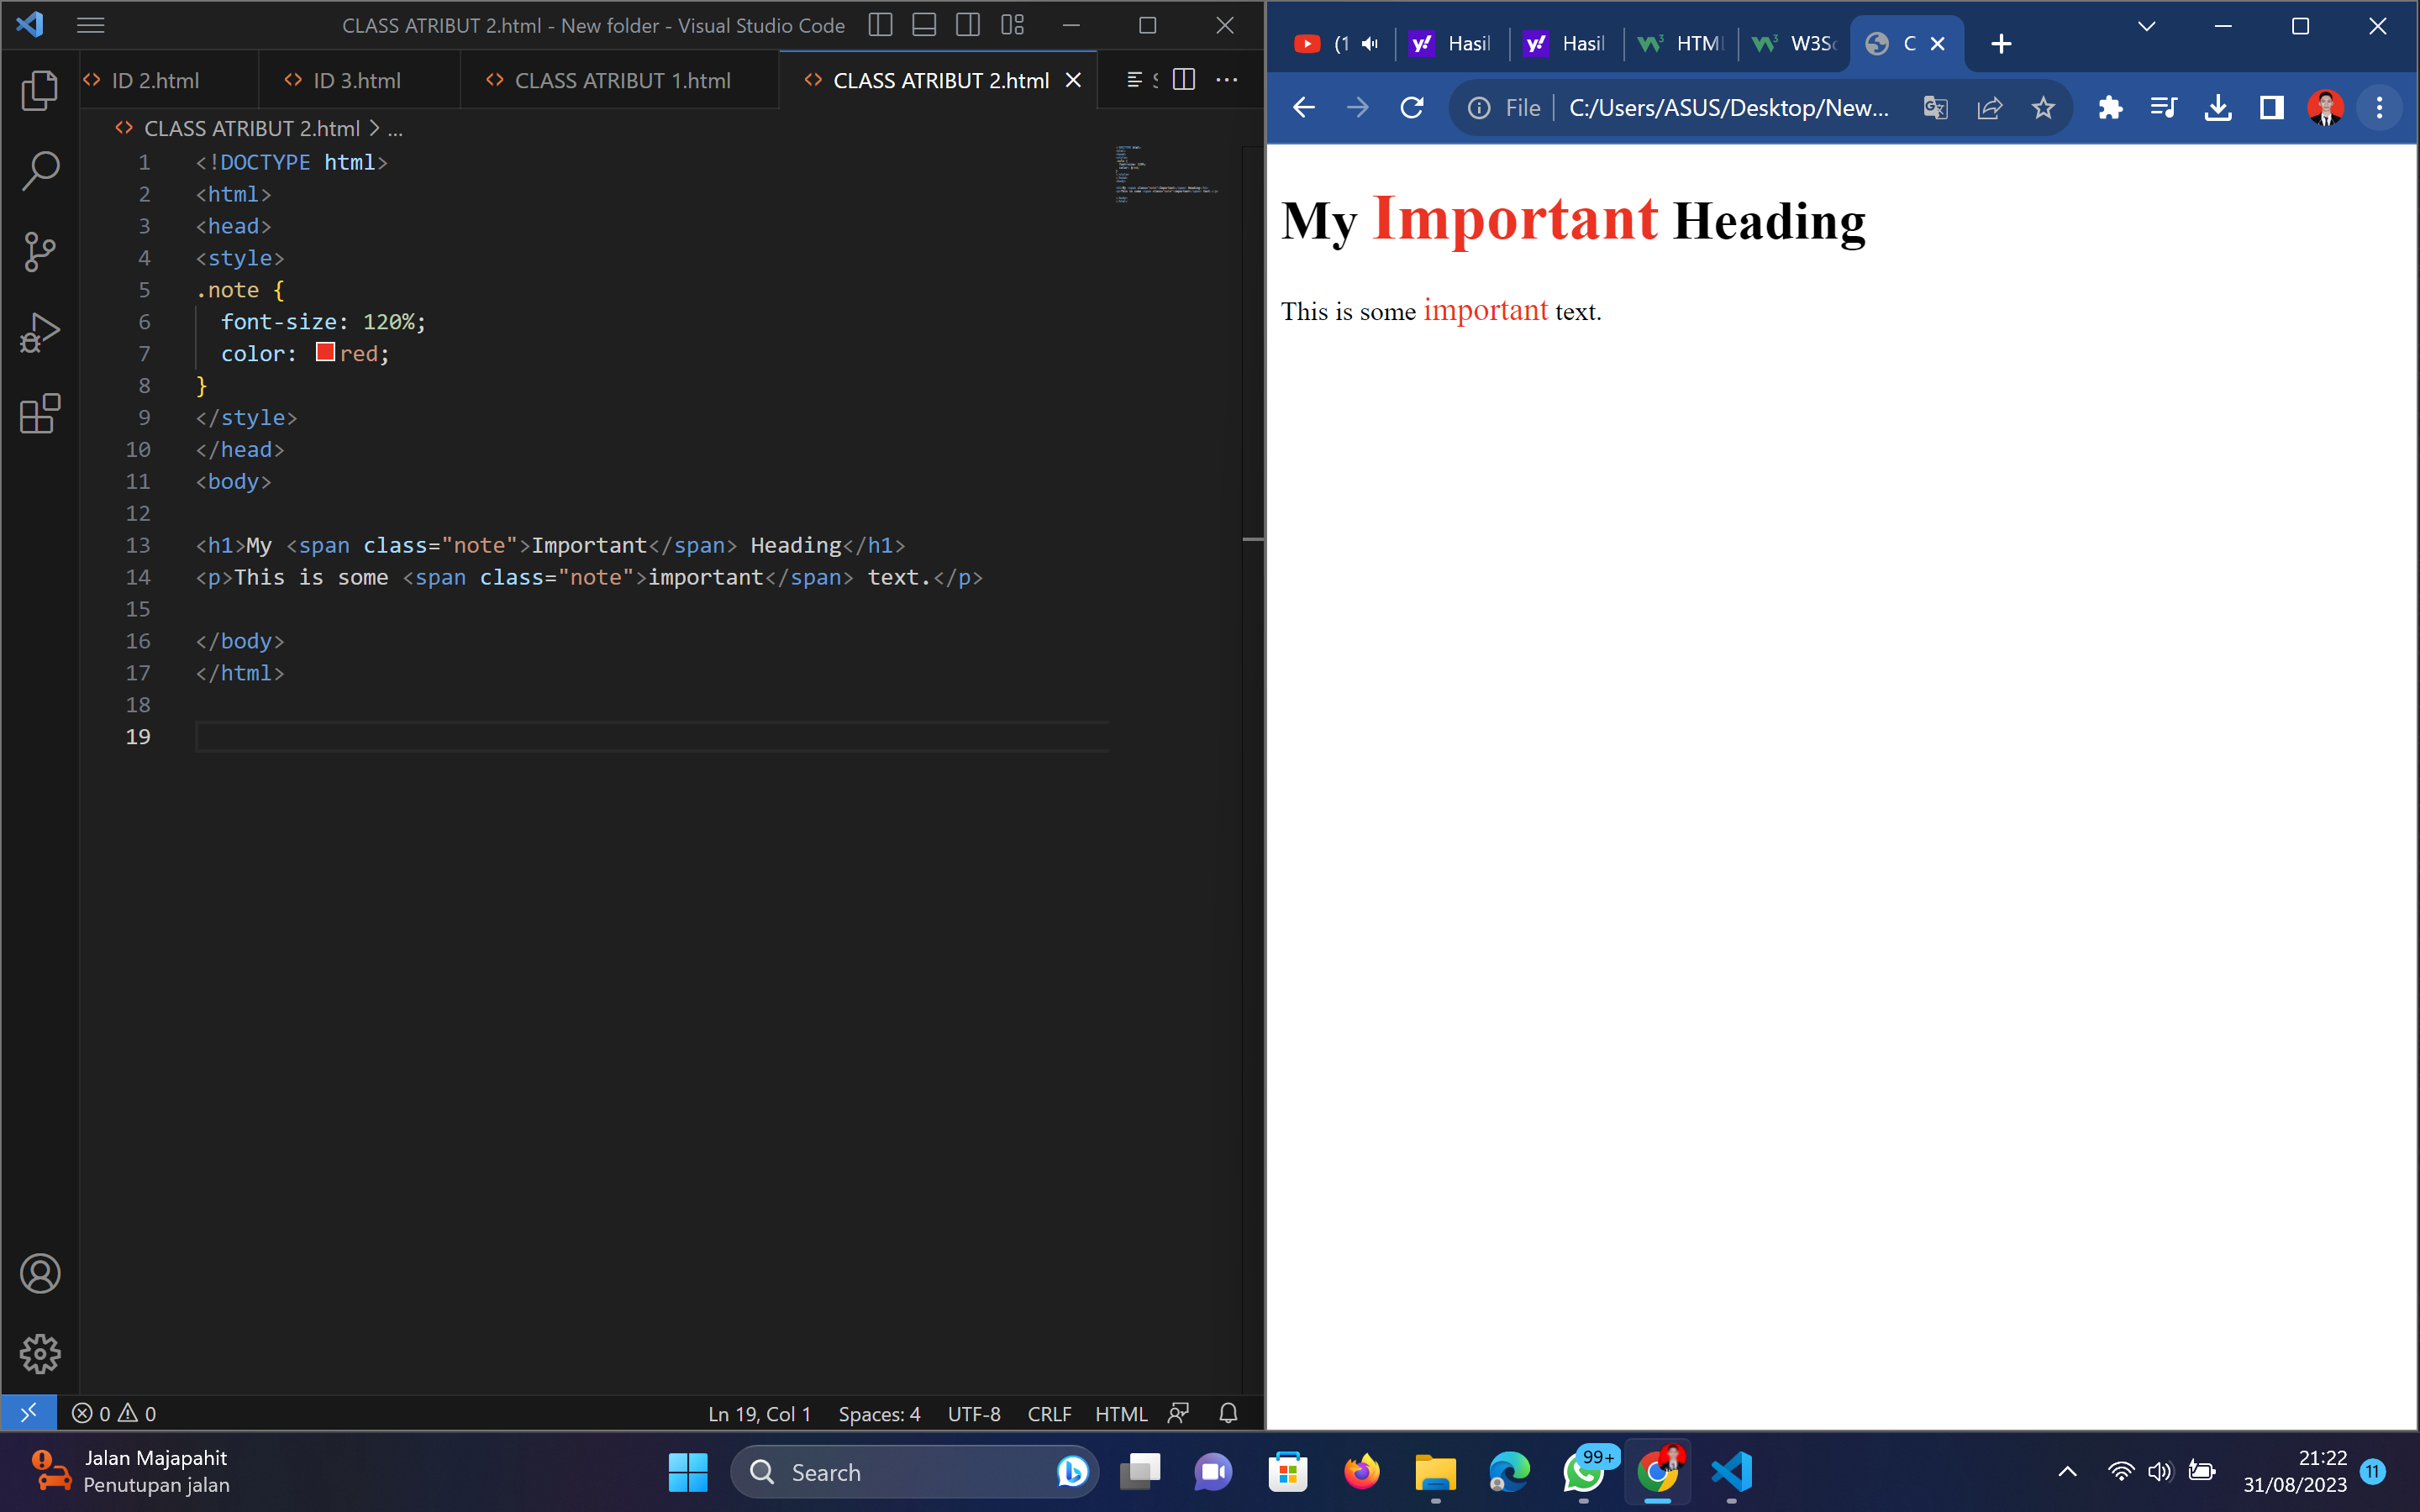 CLASS ATRIBUT 2.html - New folder - Visual Studio Code
ID 2.html
ID 3.html
CLASS ATRIBUT 1.html
CLASS ATRIBUT 2.html
CLASS ATRIBUT 2.html > ...
1 <!DOCTYPE html>
2 <html>
3 <head>
4 <style>
5 .note {
6 font-size: 120%;
7 color: red;
8 }
9 </style>
10 </head>
11 <body>
12
13 <h1>My <span class="note">Important</span> Heading</h1>
14 <p>This is some <span class="note">important</span> text.</p>
15
16 </body>
17 </html>
18
19
0 0
Ln 19, Col 1
Spaces: 4
UTF-8
CRLF
HTML
(1
Hasil
Hasil
HTML
W3Sc
C
File
C:/Users/ASUS/Desktop/New...
My Important Heading
This is some important text.
Jalan Majapahit
Penutupan jalan
Search
99+
21:22
31/08/2023
11